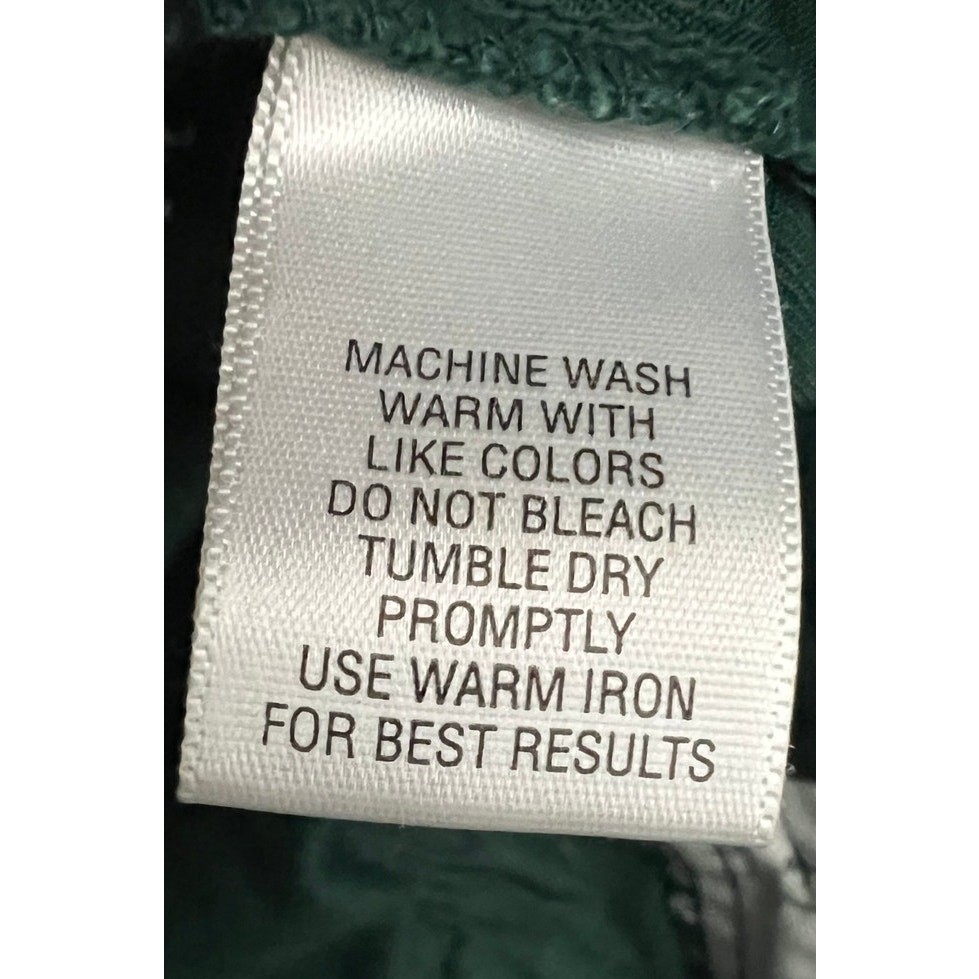 MACHINE WASH
WARM WITH
LIKE COLORS
DO NOT BLEACH
TUMBLE DRY
PROMPTLY
USE WARM IRON
FOR BEST RESULTS